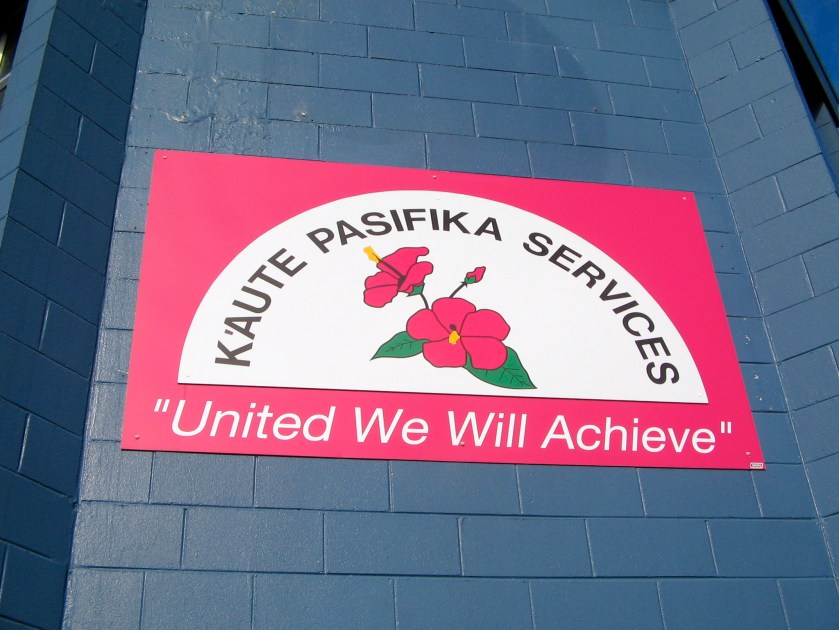 K'AUTE PASIFIKA SERVICES
"United We Will Achieve"